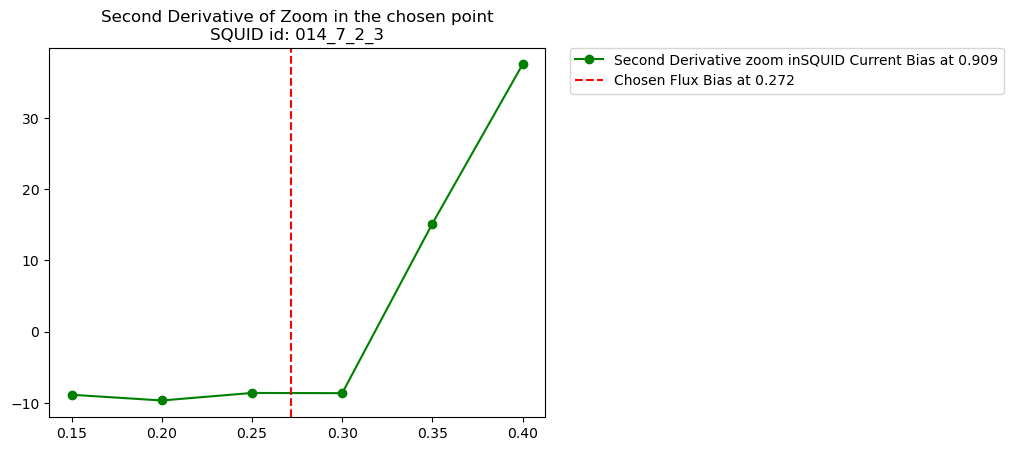 Second Derivative of Zoom in the chosen point
SQUID id: 014_7_2_3
Second Derivative zoom inSQUID Current Bias at 0.909
Chosen Flux Bias at 0.272
30
20
10
0
−10
0.15 0.20 0.25 0.30 0.35 0.40